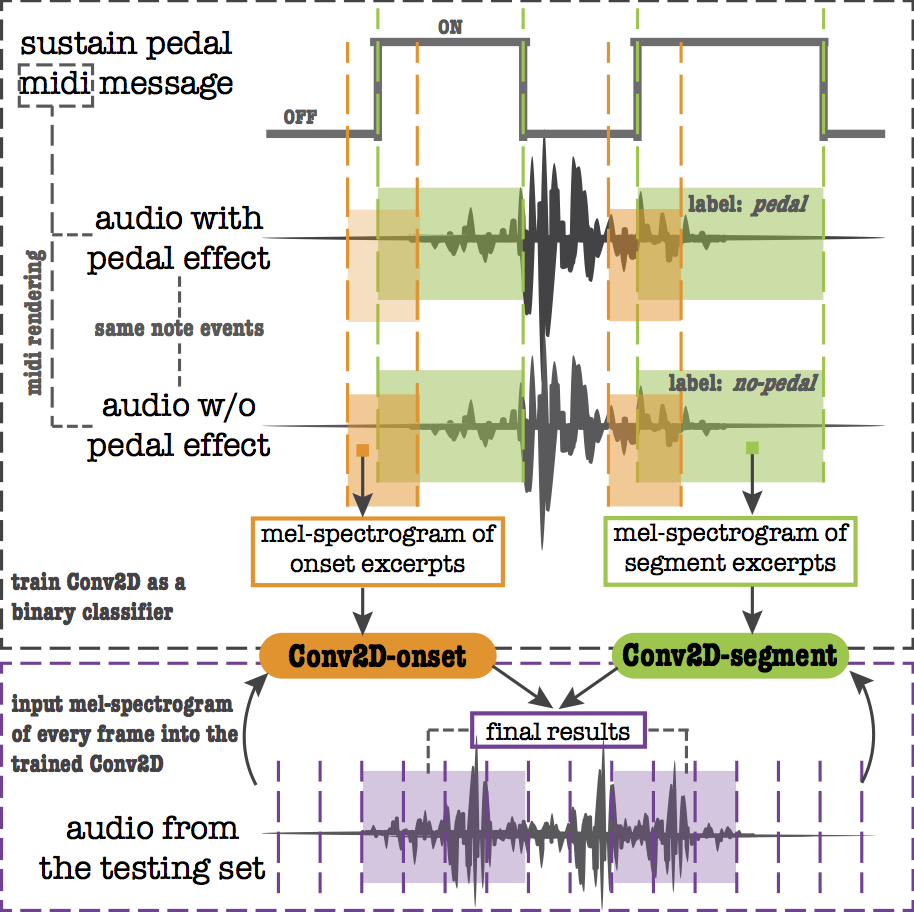 ON
sustain pedal
midi message
OFF
label: pedal
audio with
pedal effect
midi rendering
same note events
label: no-pedal
audio w/o
pedal effect
mel-spectrogram of
onset excerpts
mel-spectrogram of
segment excerpts
train Conv2D as a
binary classifier
Conv2D-onset
Conv2D-segment
input mel-spectrogram
of every frame into the
trained Conv2D
final results
audio from
the testing set